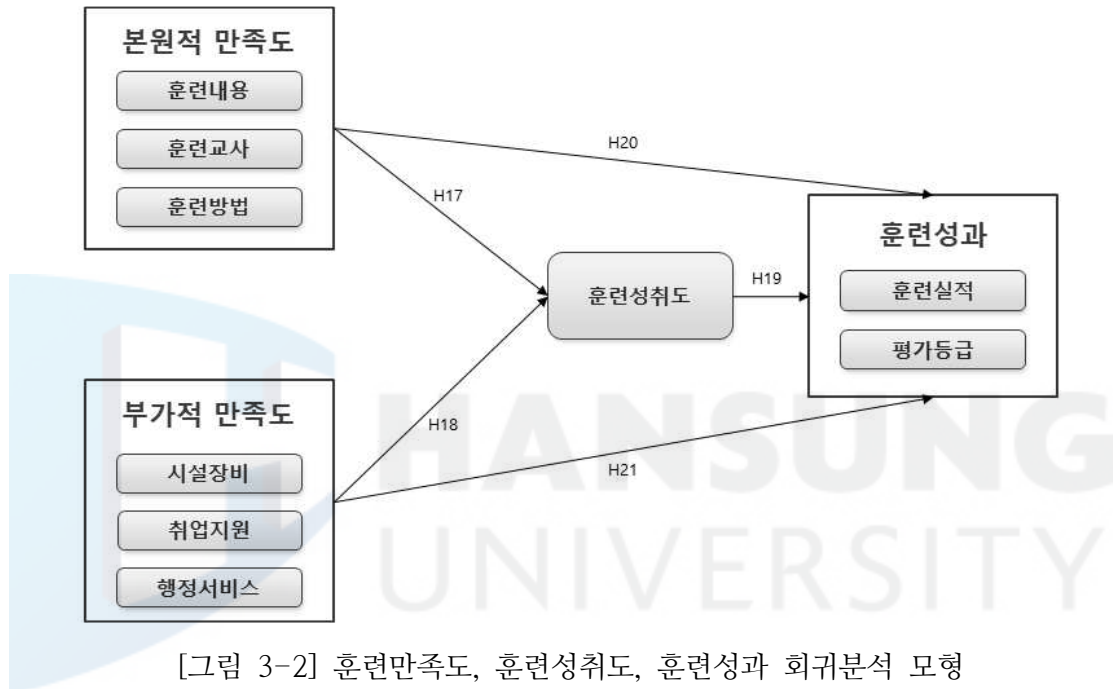 본원적 만족도
훈련내용
훈련교사
훈련방법
H20
H17
훈련성과
훈련성취도
H19
훈련실적
평가등급
부가적 만족도
H18
시설장비
H21
취업지원
행정서비스
HANSUNG
UNIVERSITY
[그림 3-2] 훈련만족도, 훈련성취도, 훈련성과 회귀분석 모형